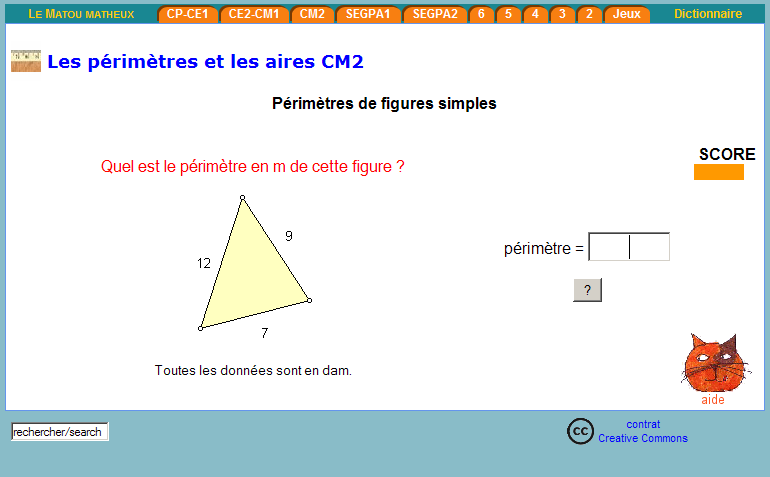 LE MATOU MATHEUX CP-CE1 CE2-CM1 CM2 SEGPA1 SEGPA2 6 5 4 3 2 Jeux Dictionnaire
Les périmètres et les aires CM2
Périmètres de figures simples
SCORE
Quel est le périmètre en m de cette figure ?
9
périmètre =
12
?
7
Toutes les données sont en dam.
aide
rechercher/search
cc
contrat
Creative Commons